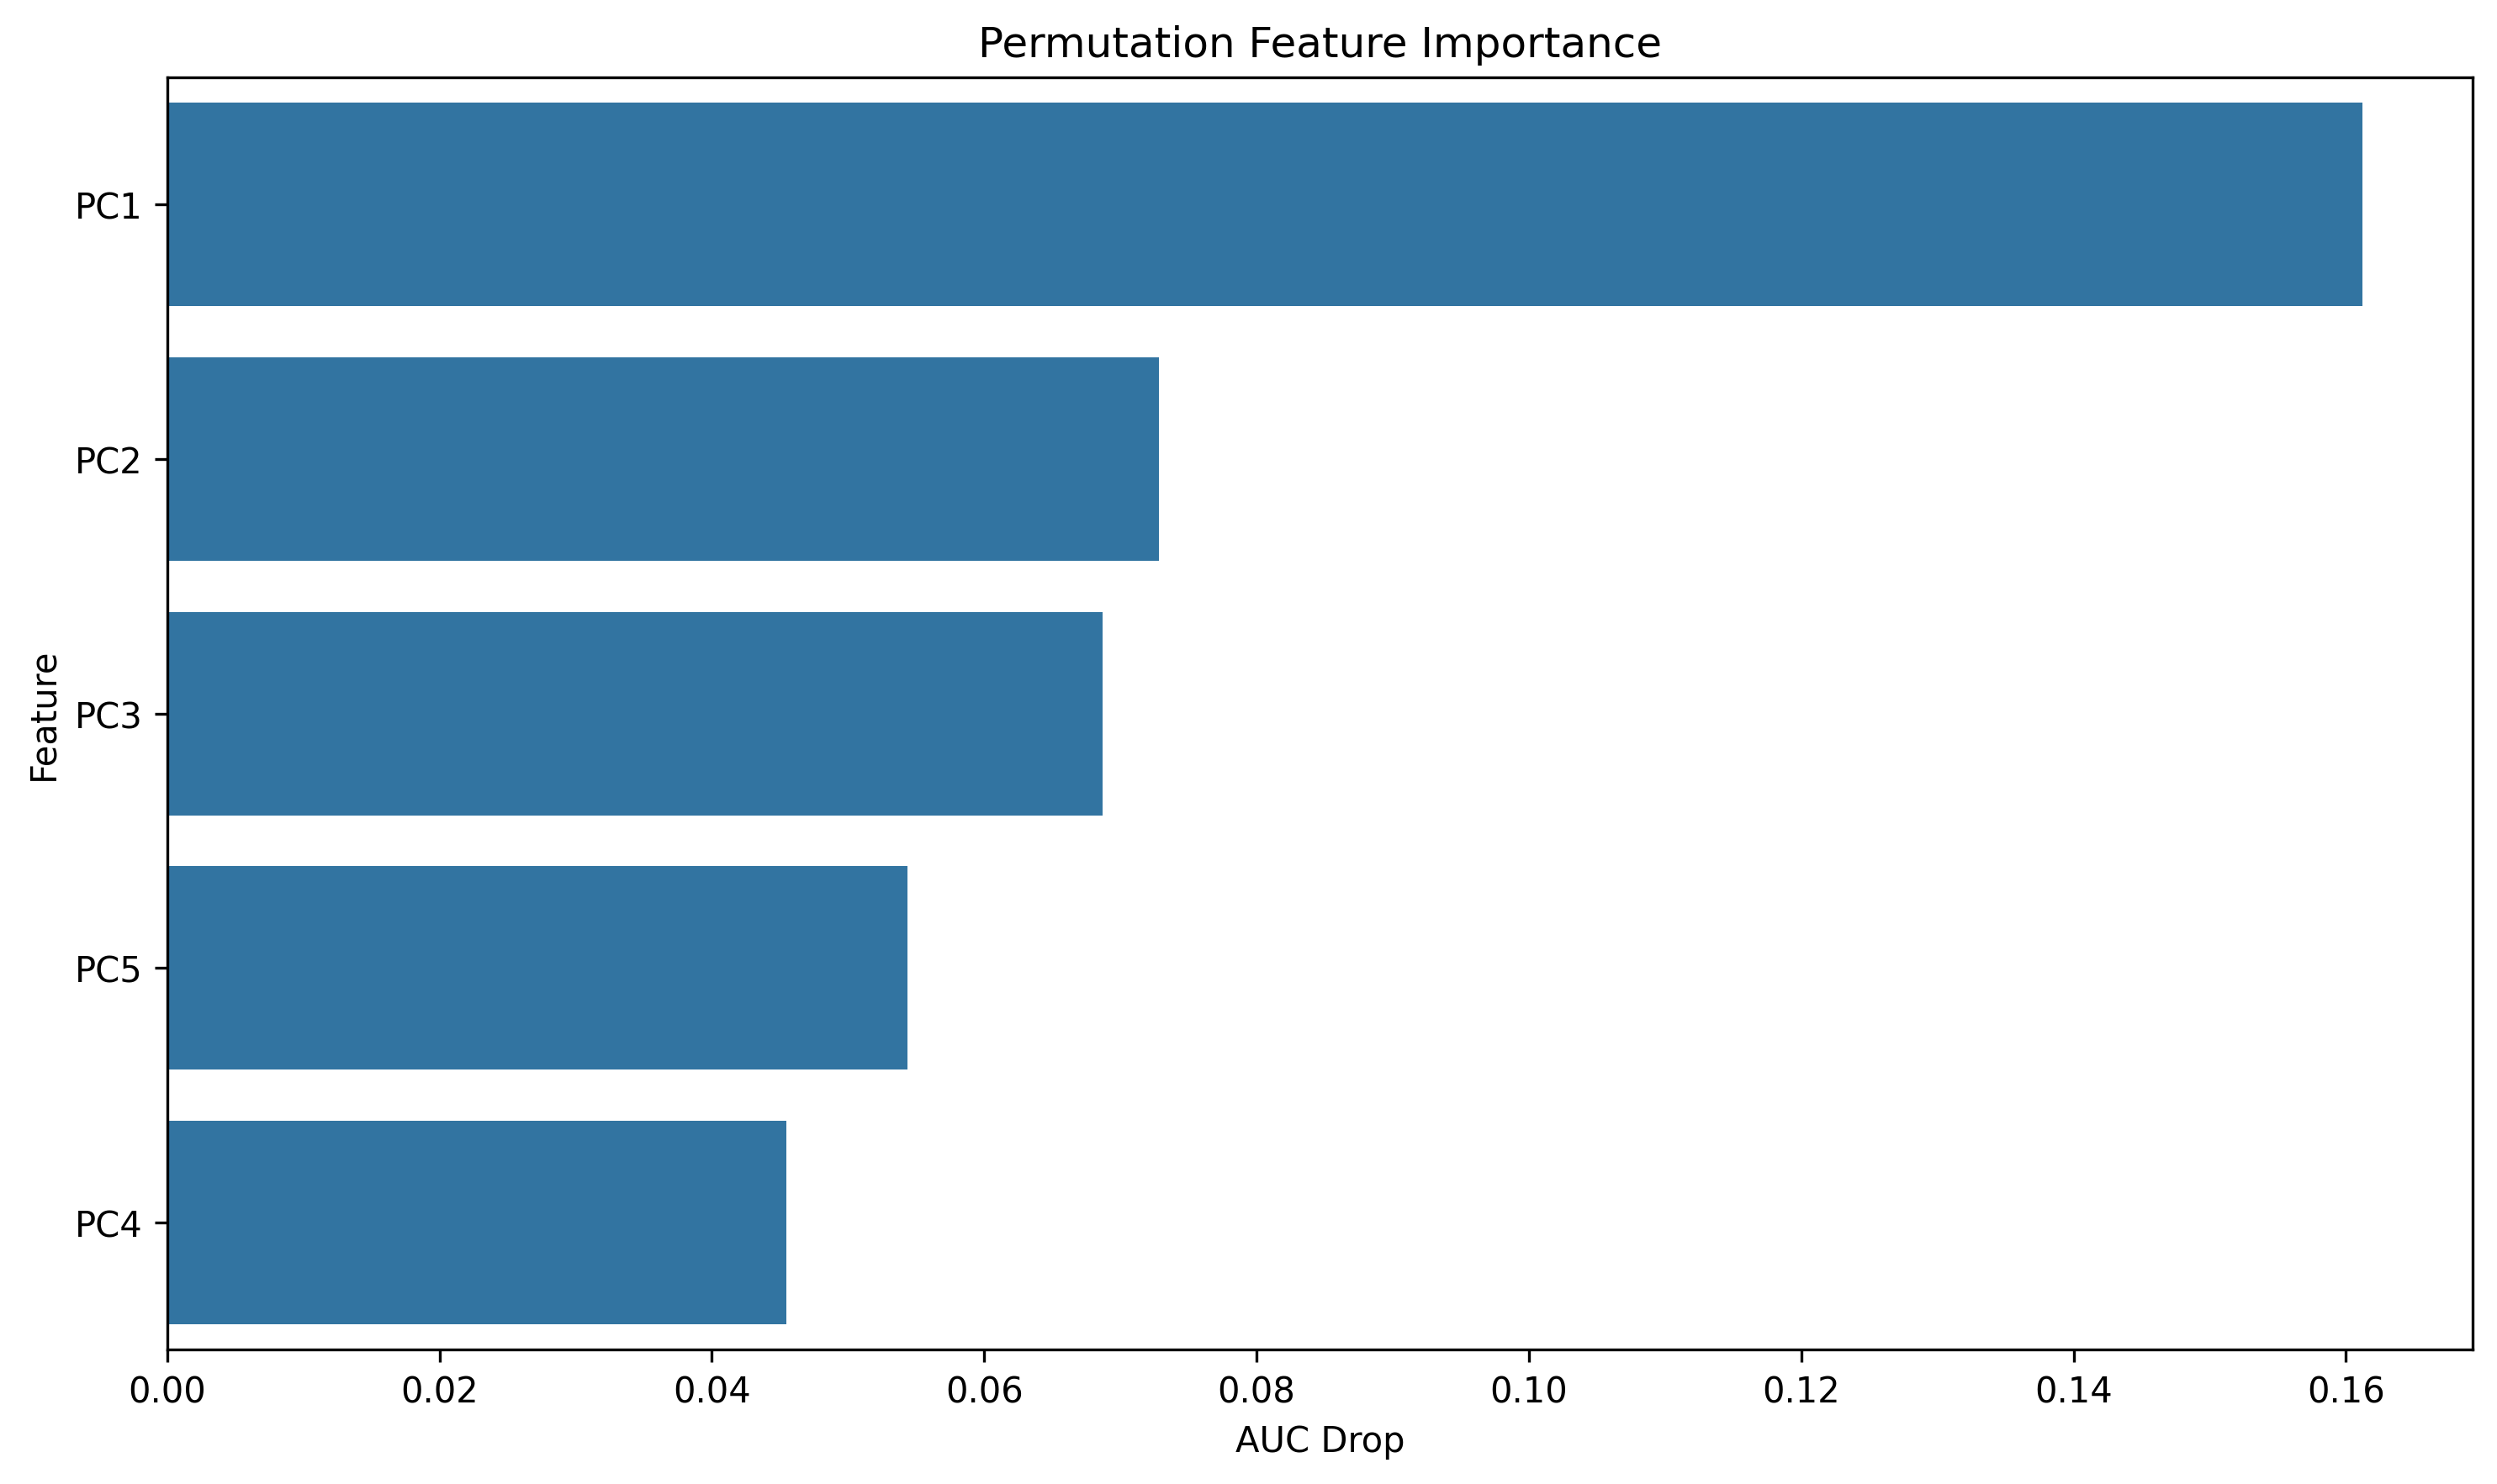 Permutation Feature Importance
Feature
PC1
PC2
PC3
PC5
PC4
0.00 0.02 0.04 0.06 0.08 0.10 0.12 0.14 0.16
AUC Drop